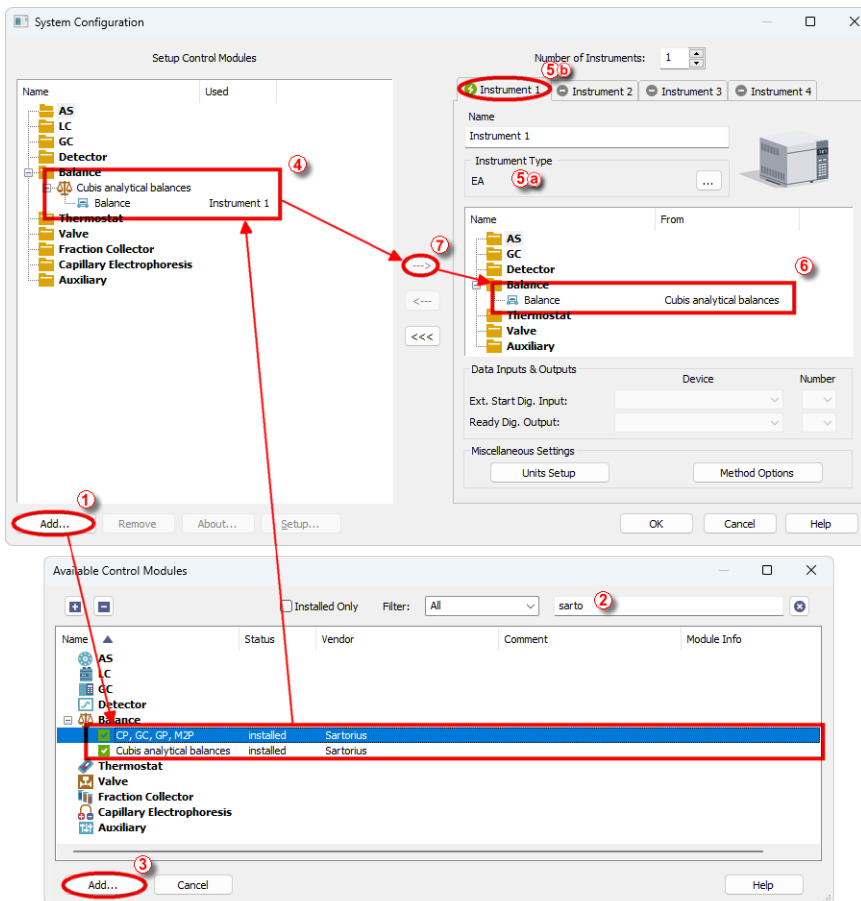 System Configuration
Setup Control Modules
Number of Instruments: 1
Name Used
AS
LC
GC
Detector
Balance
Cubis analytical balances
Balance Instrument 1
Thermostat
Valve
Fraction Collector
Capillary Electrophoresis
Auxiliary
4
7
--->
<---
<<<
5 b
Instrument 1 Instrument 2 Instrument 3 Instrument 4
Name
Instrument 1
Instrument Type
EA 5 a ...
Name From
AS
GC
Detector
6
Balance
Balance Cubis analytical balances
Thermostat
Valve
Auxiliary
Data Inputs & Outputs
Device Number
Ext. Start Dig. Input:
Ready Dig. Output:
Miscellaneous Settings
Units Setup Method Options
1
Add... Remove About... Setup... OK Cancel Help
Available Control Modules
Installed Only Filter: All sarto 2
Name Status Vendor Comment Module Info
AS
LC
GC
Detector
Balance
CP, GC, GP, M2P installed Sartorius
Cubis analytical balances installed Sartorius
Thermostat
Valve
Fraction Collector
Capillary Electrophoresis
Auxiliary
3
Add... Cancel Help